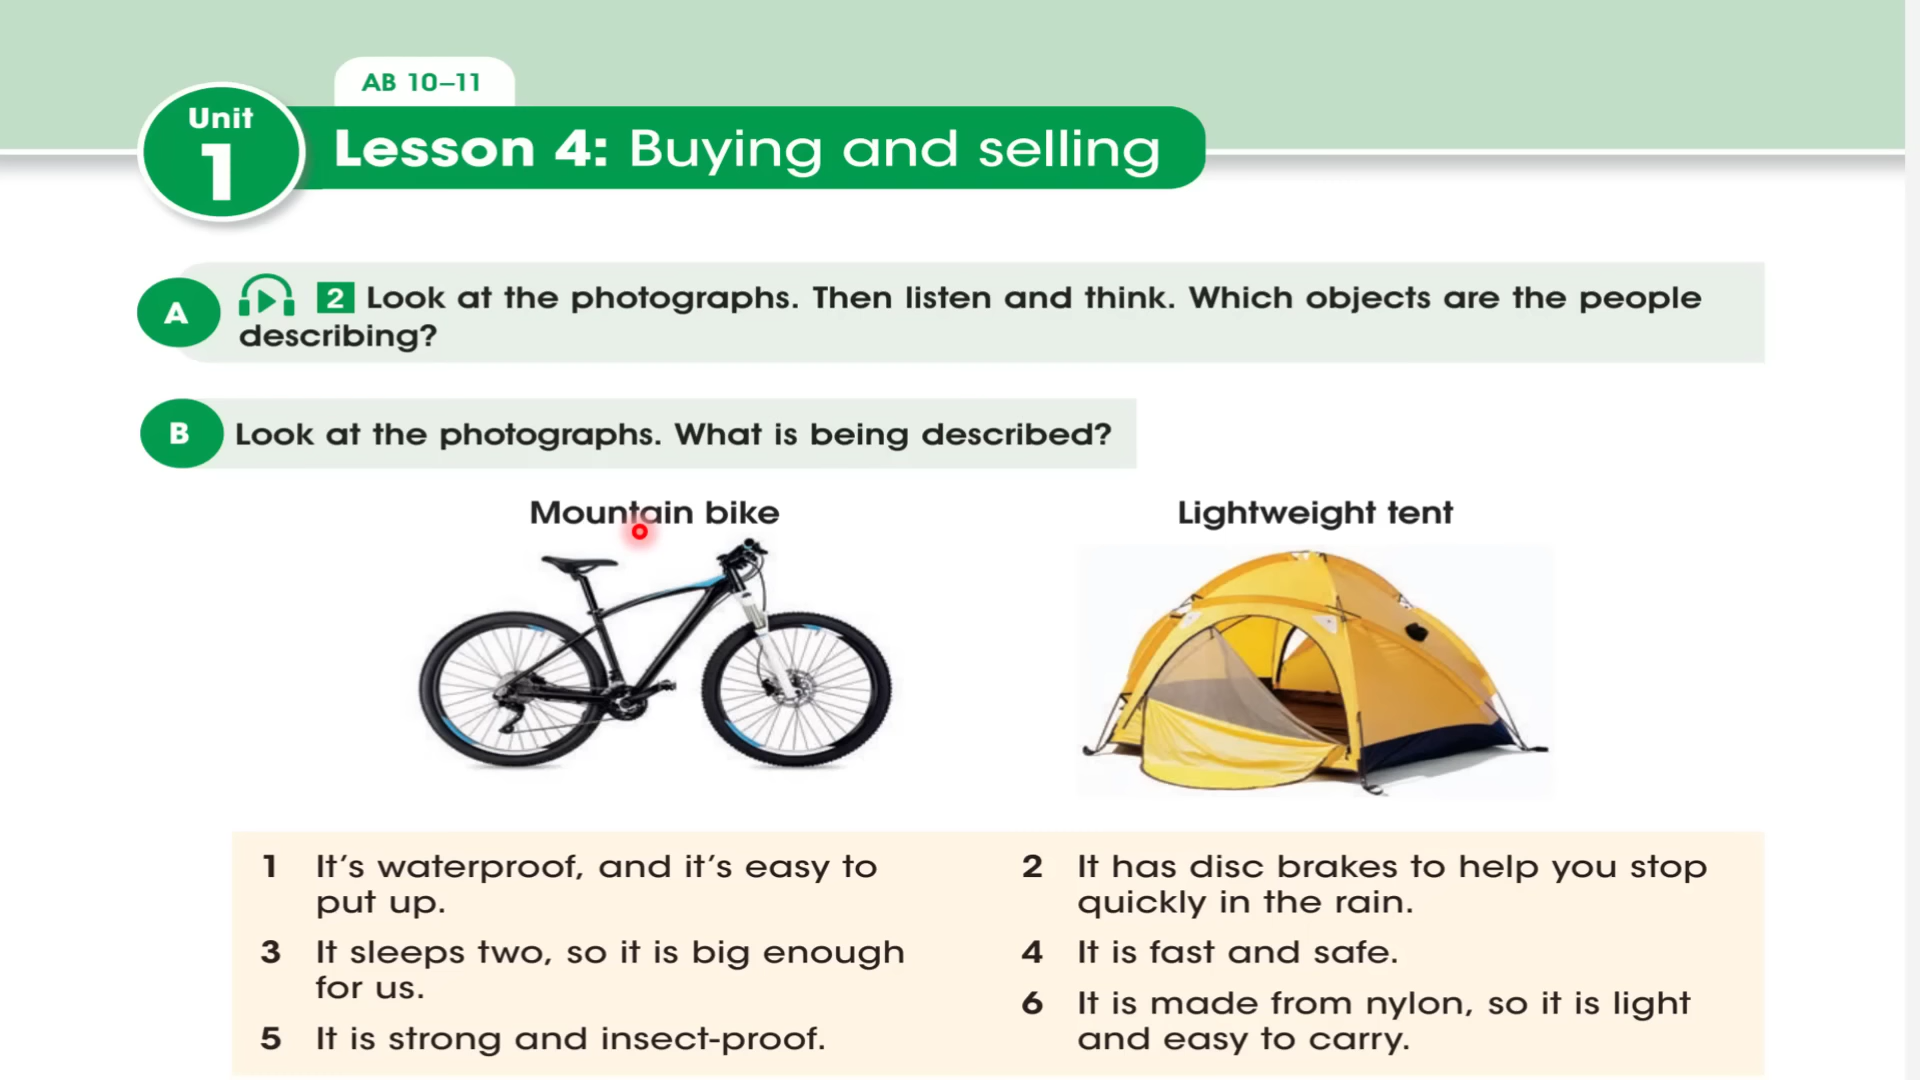 AB 10–11
Unit
1
Lesson 4: Buying and selling
A
2 Look at the photographs. Then listen and think. Which objects are the people
describing?
B
Look at the photographs. What is being described?
Mountain bike
Lightweight tent
1 It’s waterproof, and it’s easy to
put up.
2 It has disc brakes to help you stop
quickly in the rain.
3 It sleeps two, so it is big enough
for us.
4 It is fast and safe.
5 It is strong and insect-proof.
6 It is made from nylon, so it is light
and easy to carry.